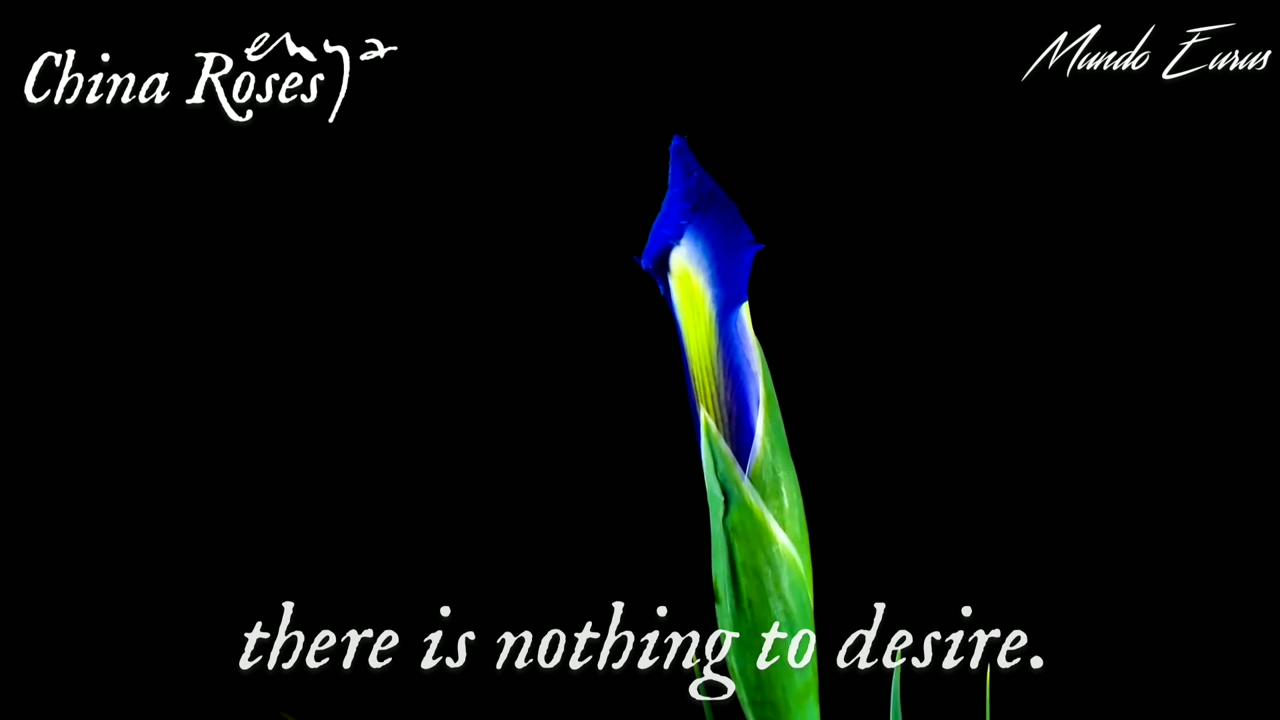 enya
China Roses
Mundo Eurus
there is nothing to desire.